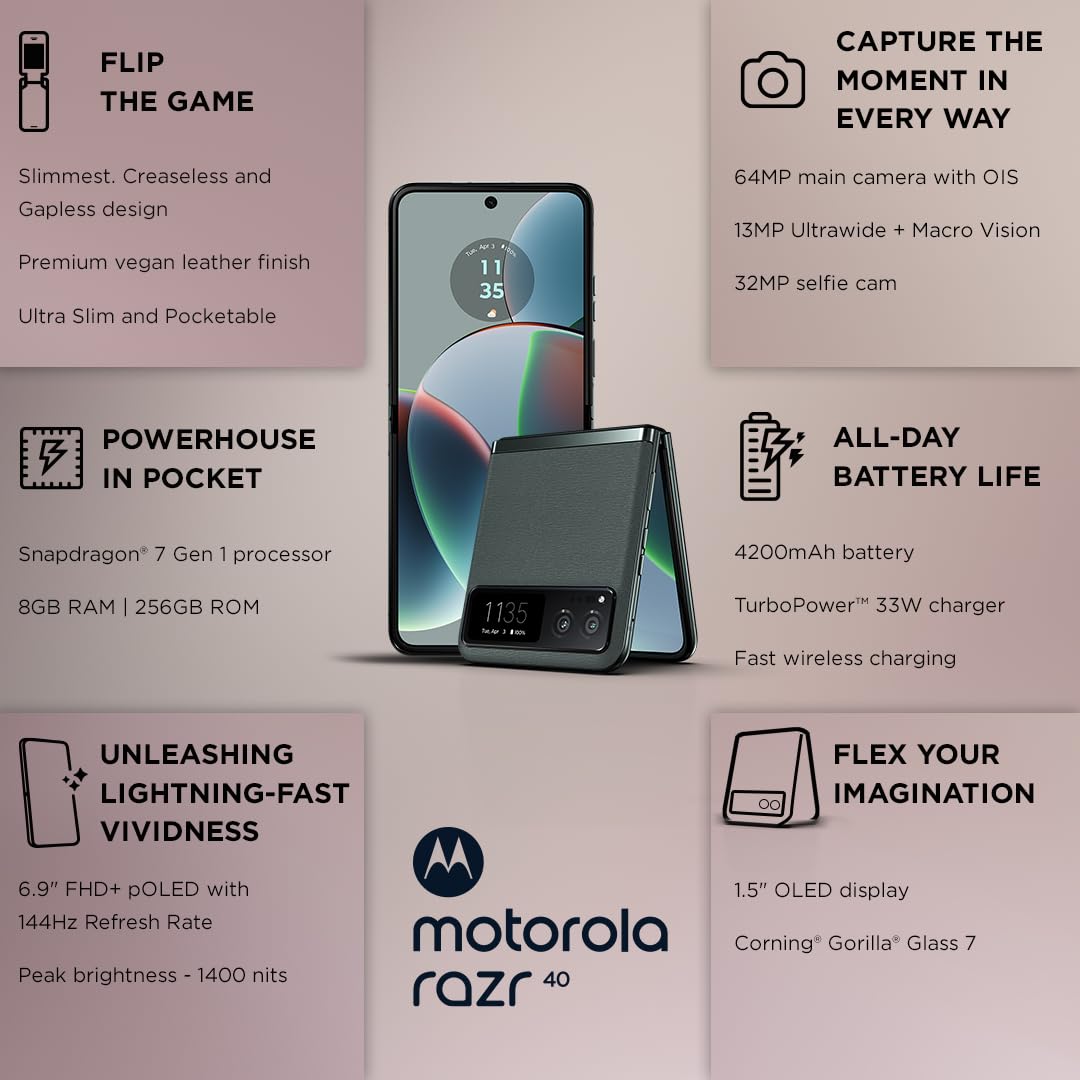 FLIP
THE GAME
Slimmest. Creaseless and
Gapless design
Premium vegan leather finish
Ultra Slim and Pocketable
CAPTURE THE
MOMENT IN
EVERY WAY
64MP main camera with OIS
13MP Ultrawide + Macro Vision
32MP selfie cam
Tue, Apr 3 100%
11
35
POWERHOUSE
IN POCKET
Snapdragon® 7 Gen 1 processor
8GB RAM | 256GB ROM
ALL-DAY
BATTERY LIFE
4200mAh battery
TurboPower™ 33W charger
Fast wireless charging
1135
Tue, Apr 3 100%
UNLEASHING
LIGHTNING-FAST
VIVIDNESS
6.9" FHD+ pOLED with
144Hz Refresh Rate
Peak brightness - 1400 nits
motorola
razr 40
FLEX YOUR
IMAGINATION
1.5" OLED display
Corning® Gorilla® Glass 7